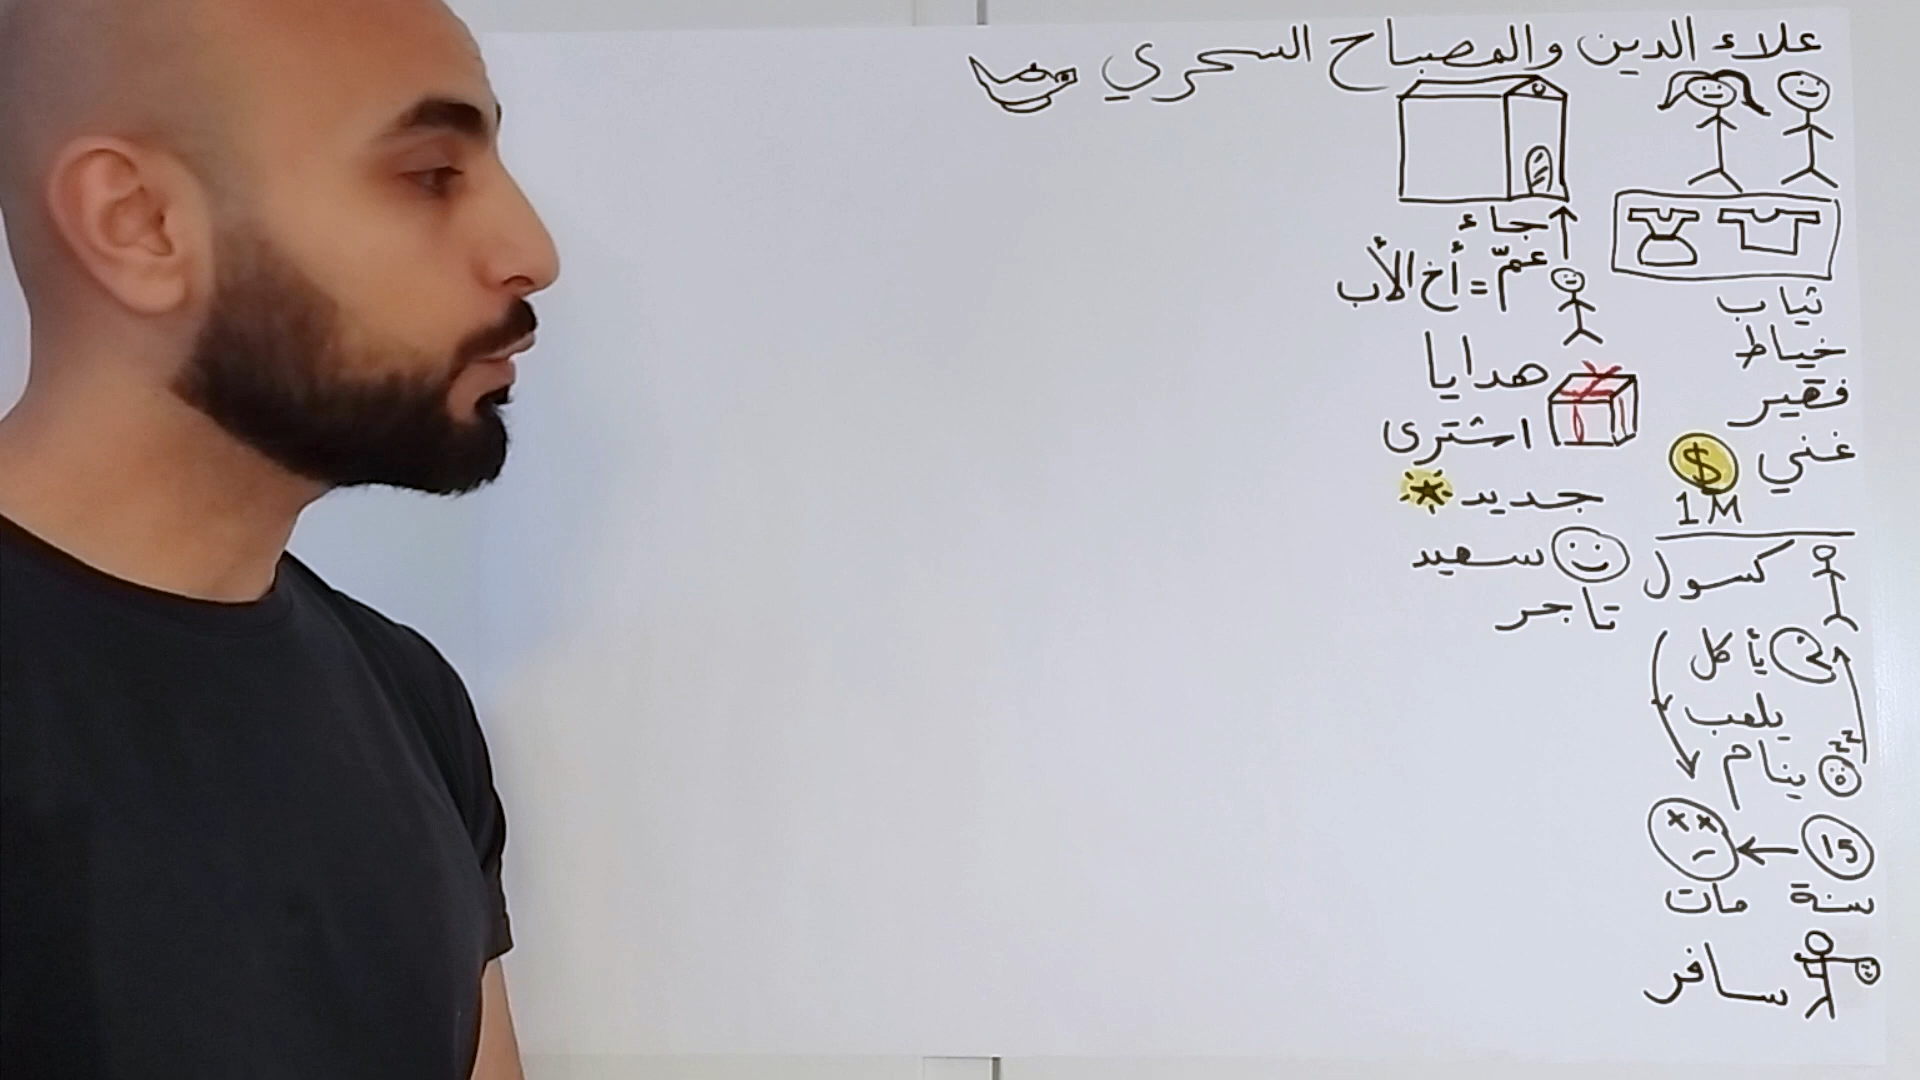 علاء الدين والمصباح السحري
ثياب
خياط
فقير
غني
$
1M
كسول
يأكل
يلعب
ينام
zzz
15
سنة
مات
سافر
جاء
عمّ = أخ الأب
هدايا
اشترى
جديد
سعيد
تاجر